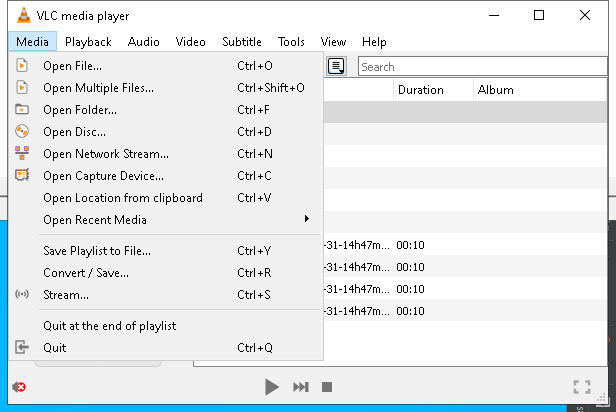 VLC media player
Media Playback Audio Video Subtitle Tools View Help
Open File... Ctrl+O
Search
Open Multiple Files... Ctrl+Shift+O
Duration Album
Open Folder... Ctrl+F
Open Disc... Ctrl+D
Open Network Stream... Ctrl+N
Open Capture Device... Ctrl+C
Open Location from clipboard Ctrl+V
Open Recent Media
Save Playlist to File... Ctrl+Y
-31-14h47m... 00:10
Convert / Save... Ctrl+R
-31-14h47m... 00:10
Stream... Ctrl+S
-31-14h47m... 00:10
Quit at the end of playlist
-31-14h47m... 00:10
Quit Ctrl+Q